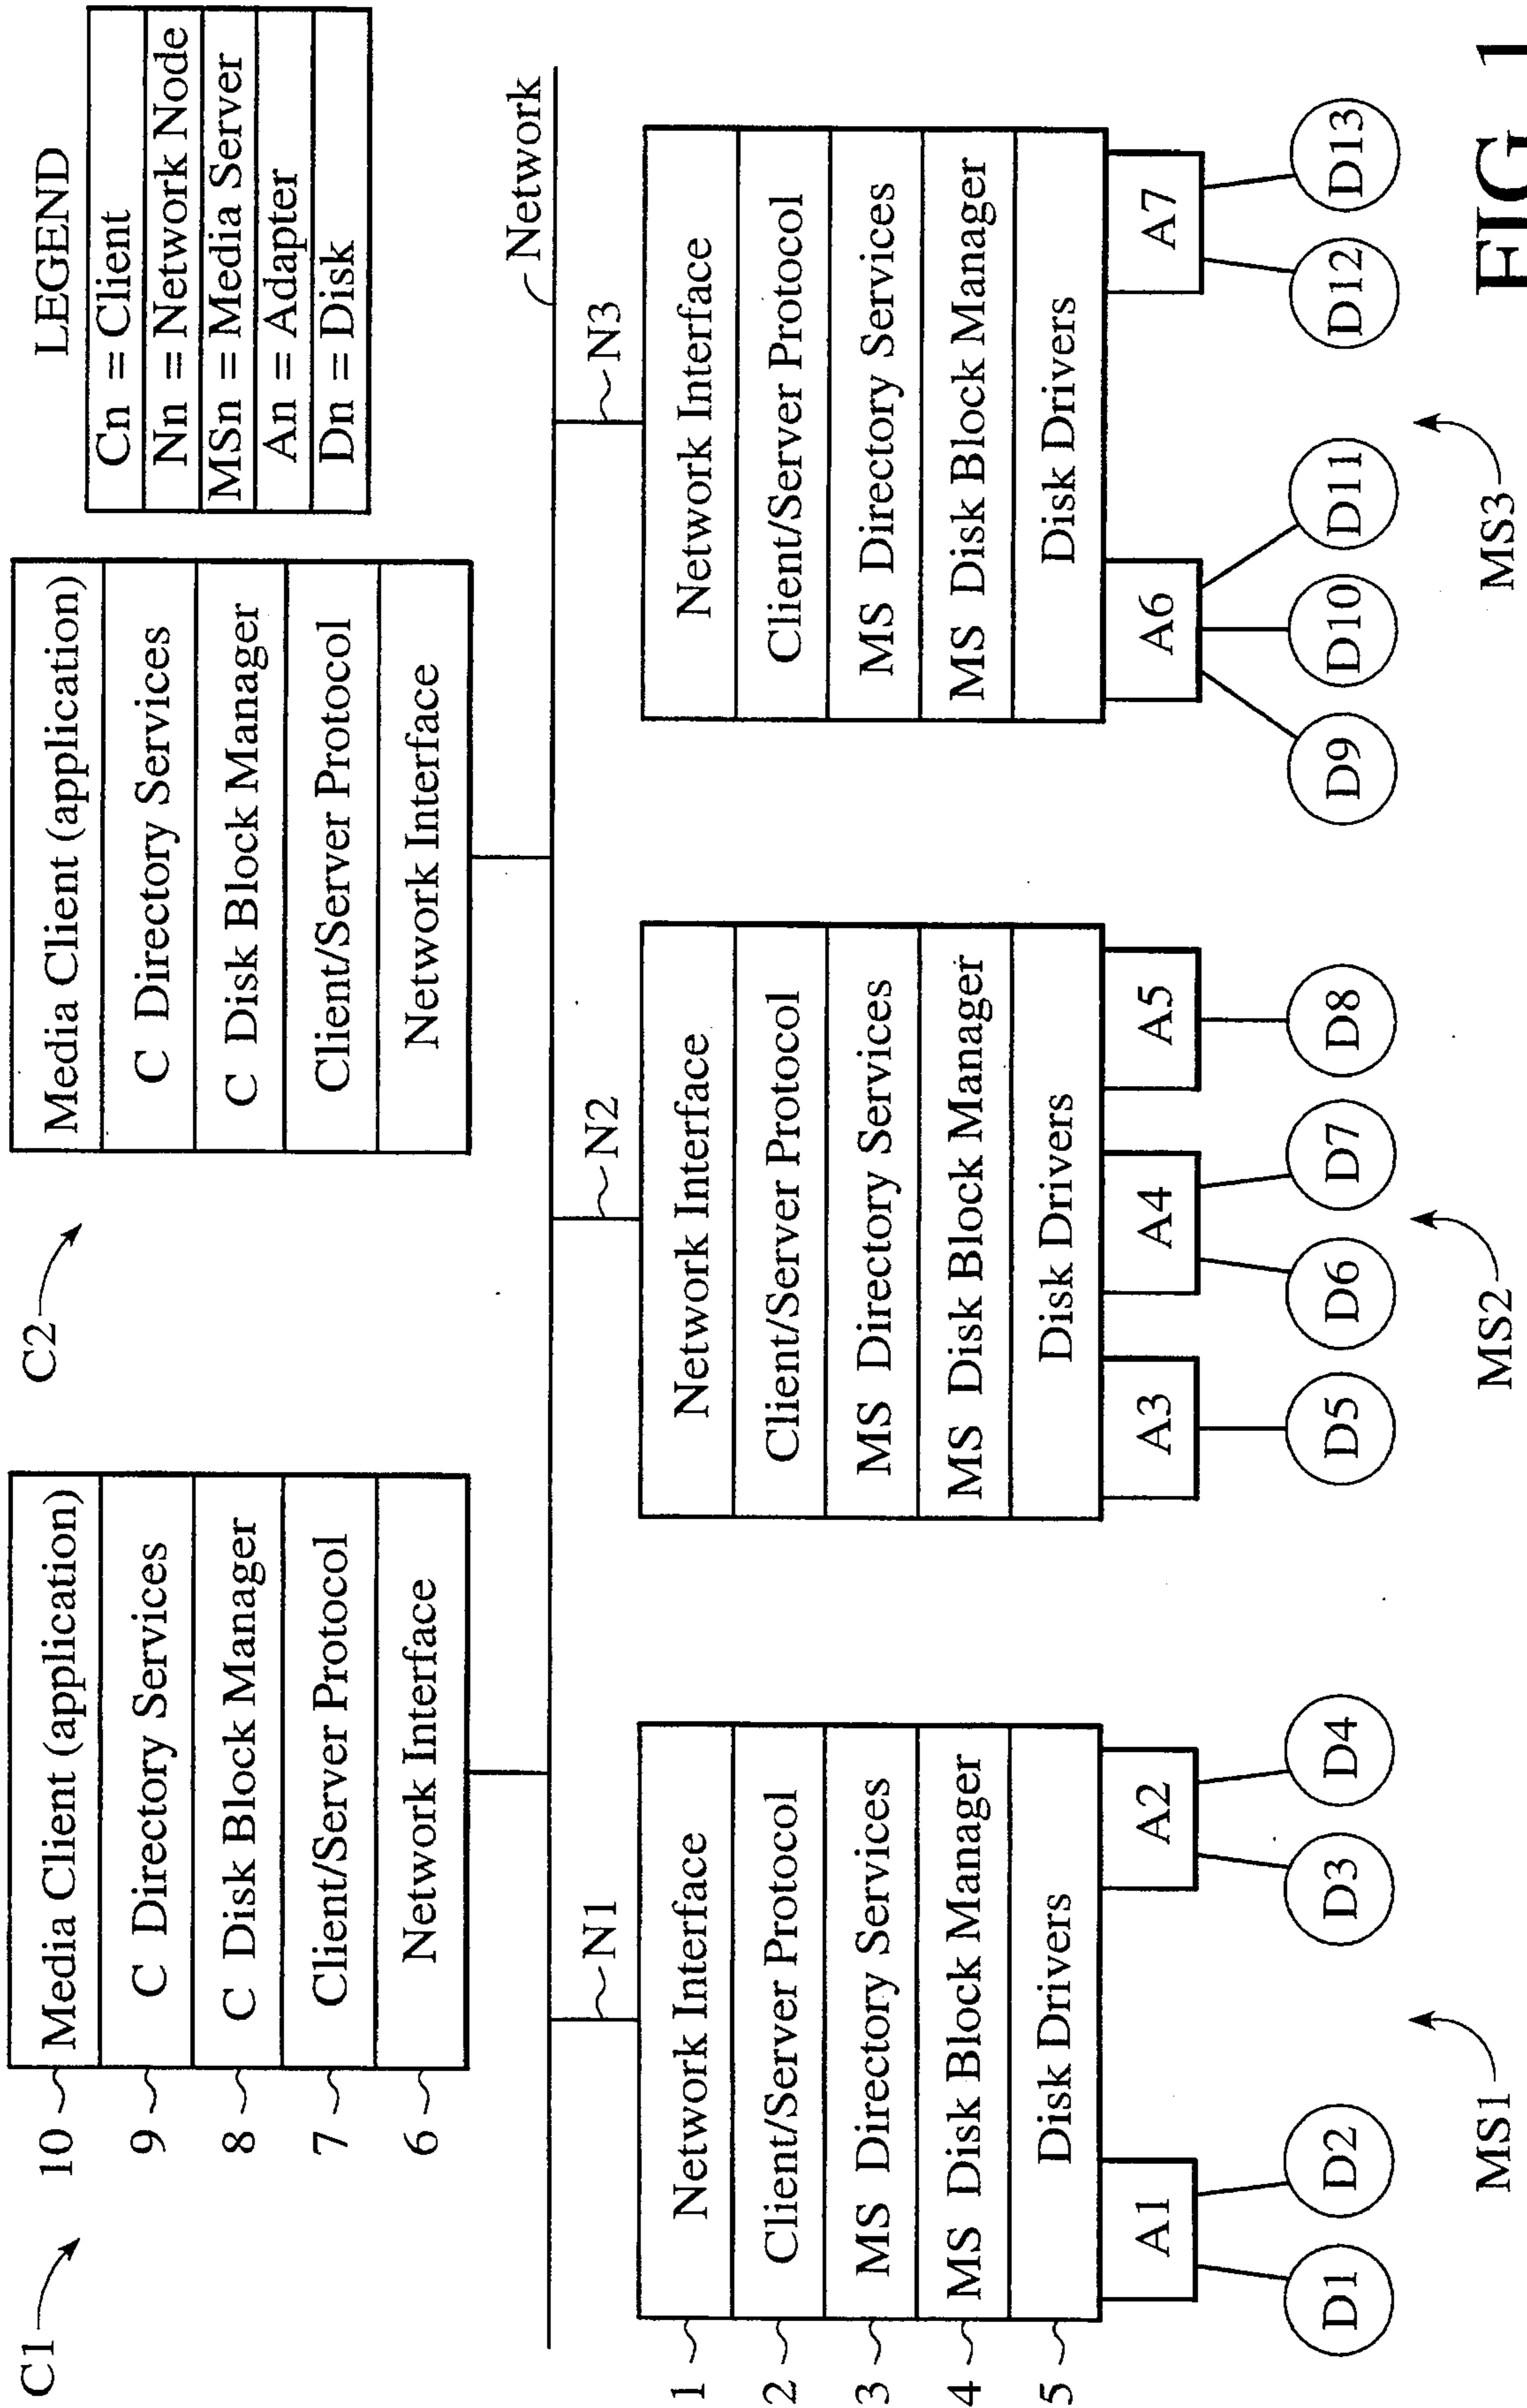 LEGEND
Cn = Client
Nn = Network Node
MSn = Media Server
An = Adapter
Dn = Disk
C1
10
Media Client (application)
9
C Directory Services
8
C Disk Block Manager
7
Client/Server Protocol
6
Network Interface
C2
Media Client (application)
C Directory Services
C Disk Block Manager
Client/Server Protocol
Network Interface
Network
N1
1
Network Interface
2
Client/Server Protocol
3
MS Directory Services
4
MS Disk Block Manager
5
Disk Drivers
A1
A2
D1
D2
D3
D4
MS1
N2
Network Interface
Client/Server Protocol
MS Directory Services
MS Disk Block Manager
Disk Drivers
A3
A4
A5
D5
D6
D7
D8
MS2
N3
Network Interface
Client/Server Protocol
MS Directory Services
MS Disk Block Manager
Disk Drivers
A6
A7
D9
D10
D11
D12
D13
MS3
FIG. 1